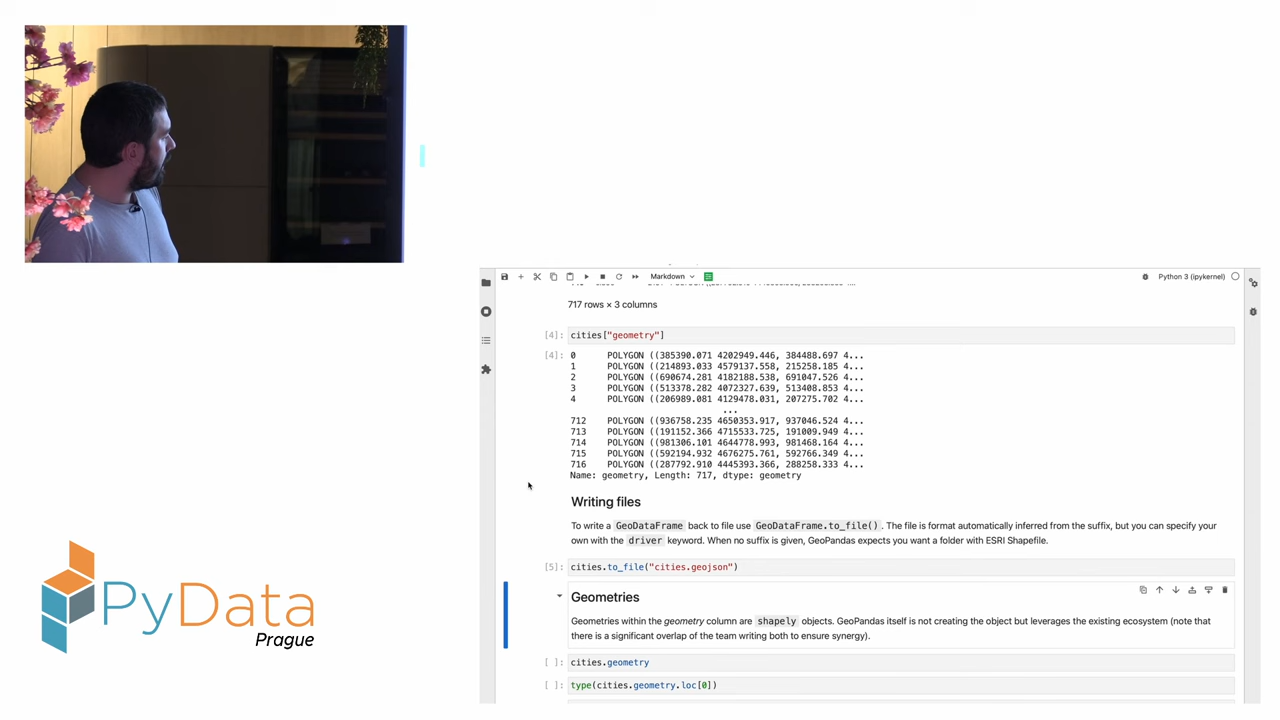 Markdown
Python 3 (ipykernel)
717 rows × 3 columns
[4]: cities["geometry"]
[4]: 0 POLYGON ((385390.071 4202949.446, 384488.697 4...
1 POLYGON ((214893.033 4579137.558, 215258.185 4...
2 POLYGON ((690674.281 4182188.538, 691047.526 4...
3 POLYGON ((513378.282 4072327.639, 513408.853 4...
4 POLYGON ((206989.081 4129478.031, 207275.702 4...
...
712 POLYGON ((936758.235 4650353.917, 937046.524 4...
713 POLYGON ((191152.366 4715533.725, 191009.949 4...
714 POLYGON ((981306.101 4644778.993, 981468.164 4...
715 POLYGON ((592194.932 4676275.761, 592766.349 4...
716 POLYGON ((287792.910 4445393.366, 288258.333 4...
Name: geometry, Length: 717, dtype: geometry
Writing files
To write a GeoDataFrame back to file use GeoDataFrame.to_file(). The file is format automatically inferred from the suffix, but you can specify your
own with the driver keyword. When no suffix is given, GeoPandas expects you want a folder with ESRI Shapefile.
[5]: cities.to_file("cities.geojson")
Geometries
Geometries within the geometry column are shapely objects. GeoPandas itself is not creating the object but leverages the existing ecosystem (note that
there is a significant overlap of the team writing both to ensure synergy).
[ ]: cities.geometry
[ ]: type(cities.geometry.loc[0])
PyData
Prague